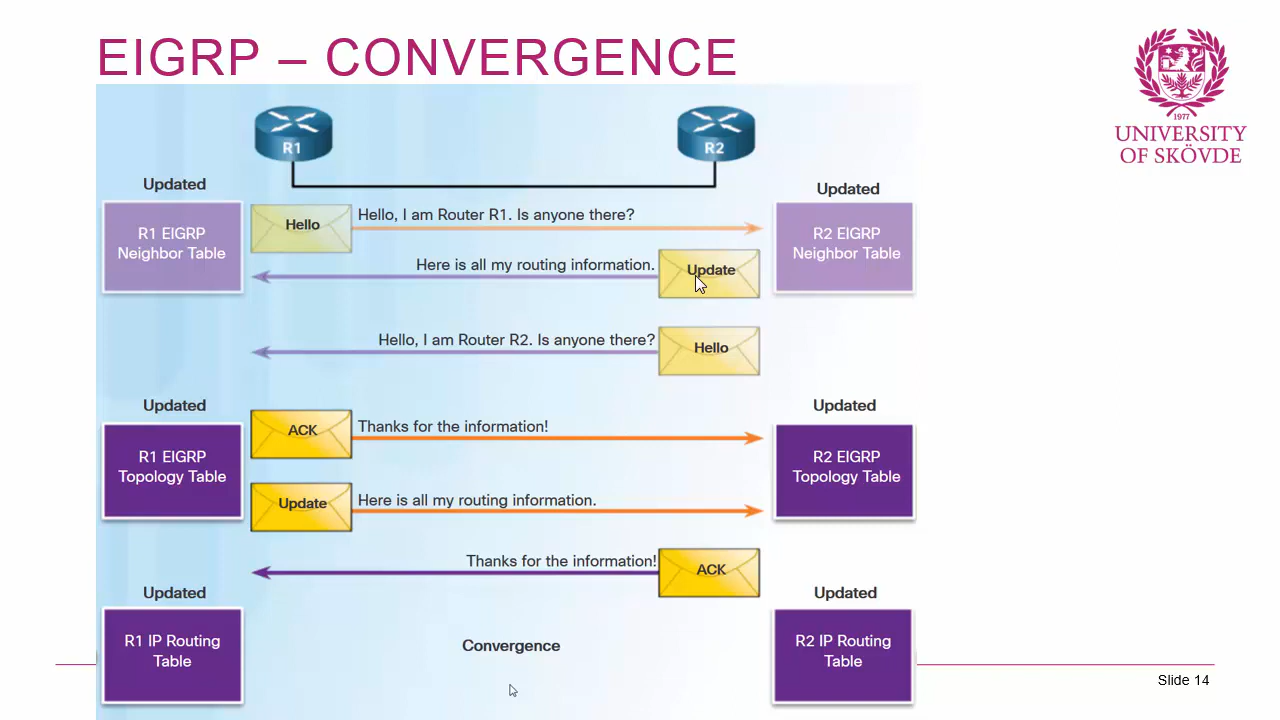 EIGRP – CONVERGENCE
1977
UNIVERSITY
OF SKÖVDE
R1
R2
Updated
Updated
R1 EIGRP
Neighbor Table
Hello
Hello, I am Router R1. Is anyone there?
R2 EIGRP
Neighbor Table
Here is all my routing information.
Update
Hello, I am Router R2. Is anyone there?
Hello
Updated
Updated
ACK
Thanks for the information!
R1 EIGRP
Topology Table
R2 EIGRP
Topology Table
Update
Here is all my routing information.
Thanks for the information!
ACK
Updated
Updated
R1 IP Routing
Table
Convergence
R2 IP Routing
Table
Slide 14